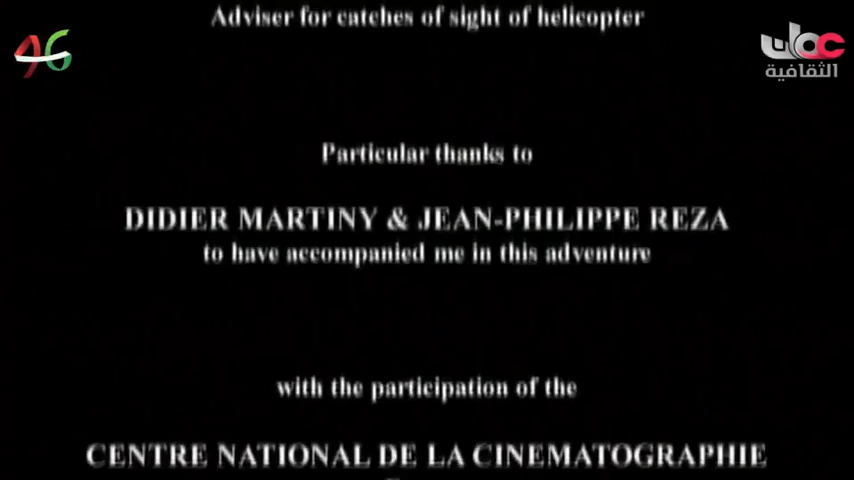 Adviser for catches of sight of helicopter
46
الثقافية
Particular thanks to
DIDIER MARTINY & JEAN-PHILIPPE REZA
to have accompanied me in this adventure
with the participation of the
CENTRE NATIONAL DE LA CINEMATOGRAPHIE